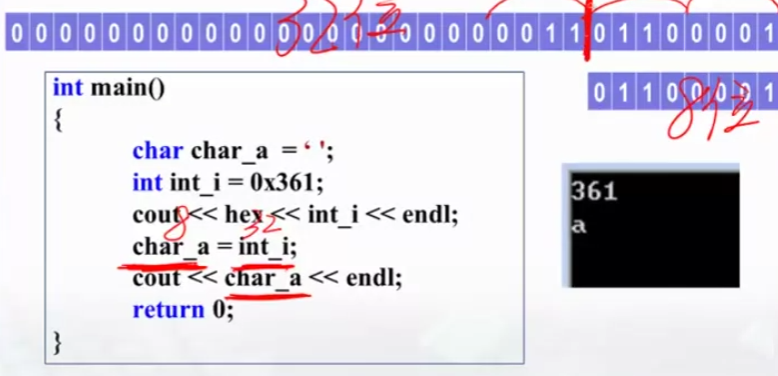 32位
0 0 0 0 0 0 0 0 0 0 0 0 0 0 0 0 0 0 0 0 0 0 1 1 0 1 1 0 0 0 0 1
0 1 1 0 0 0 0 1
8位
int main()
{
char char_a = ‘ ';
int int_i = 0x361;
cout << hex << int_i << endl;
8 32
char_a = int_i;
cout << char_a << endl;
return 0;
}
361
a